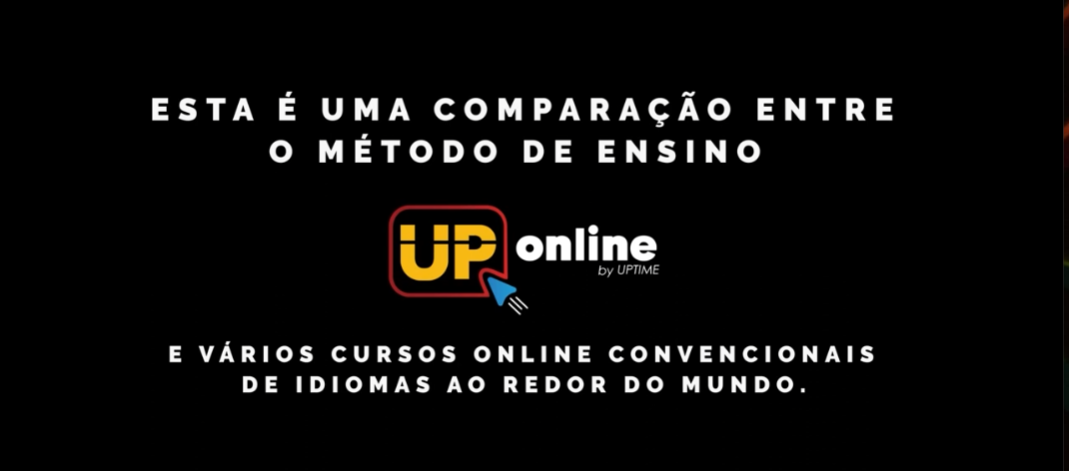 ESTA É UMA COMPARAÇÃO ENTRE
O MÉTODO DE ENSINO
UP online
by UPTIME
E VÁRIOS CURSOS ONLINE CONVENCIONAIS
DE IDIOMAS AO REDOR DO MUNDO.